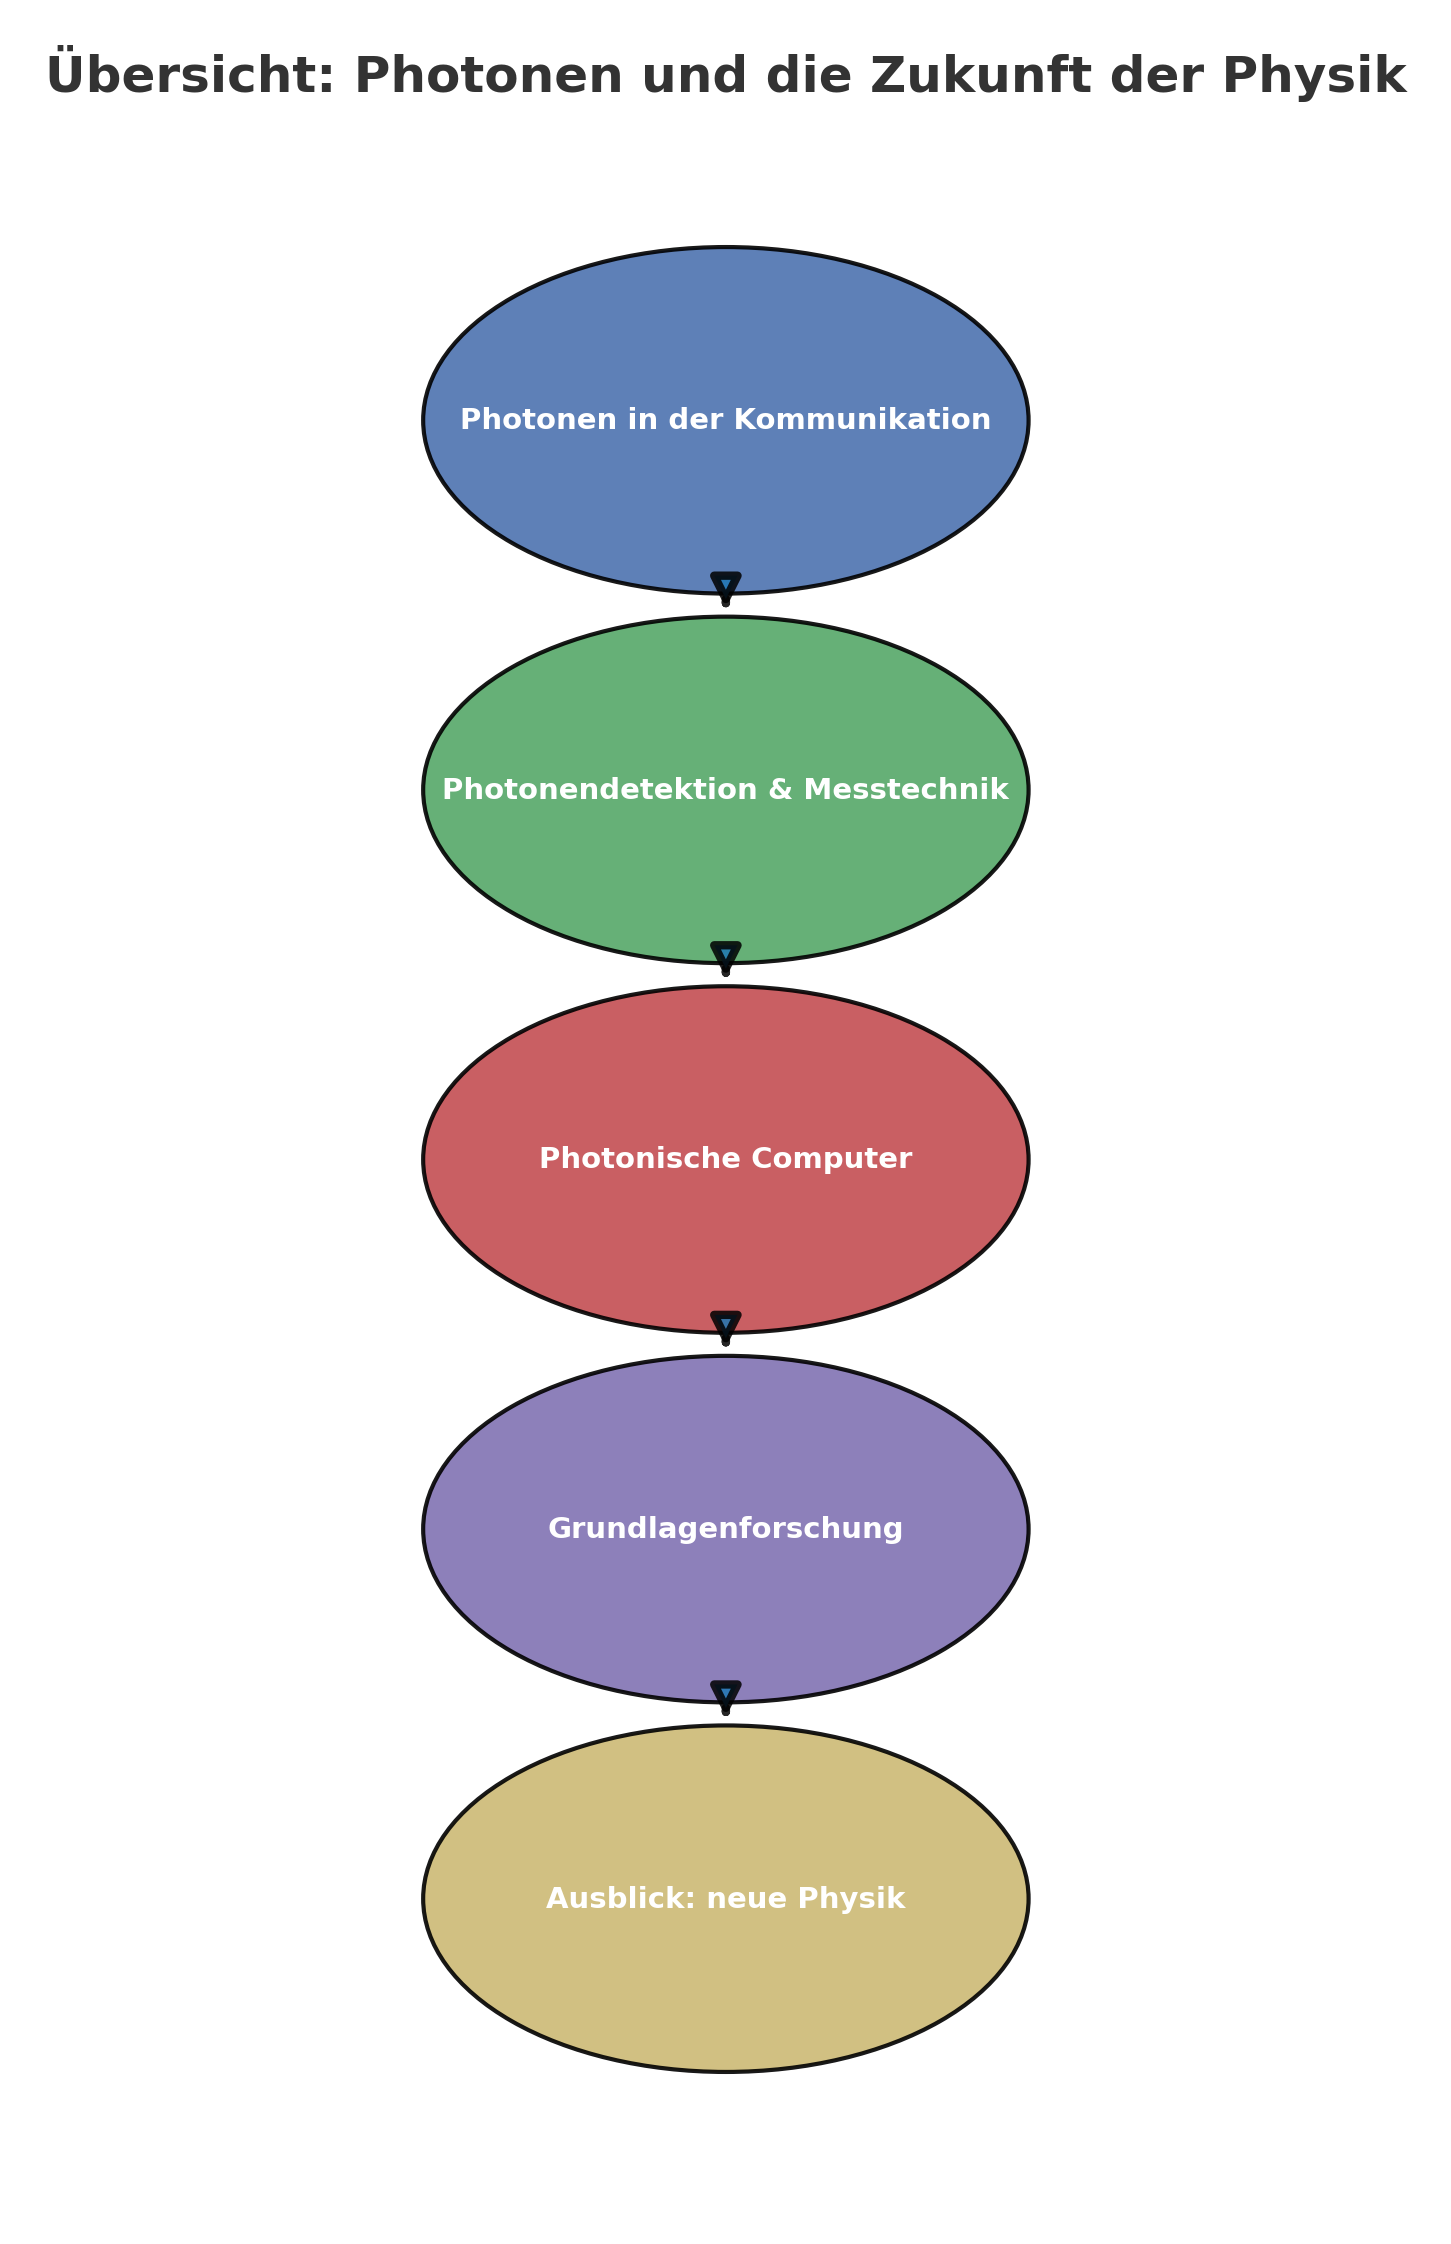 Übersicht: Photonen und die Zukunft der Physik
Photonen in der Kommunikation
Photonendetektion & Messtechnik
Photonische Computer
Grundlagenforschung
Ausblick: neue Physik